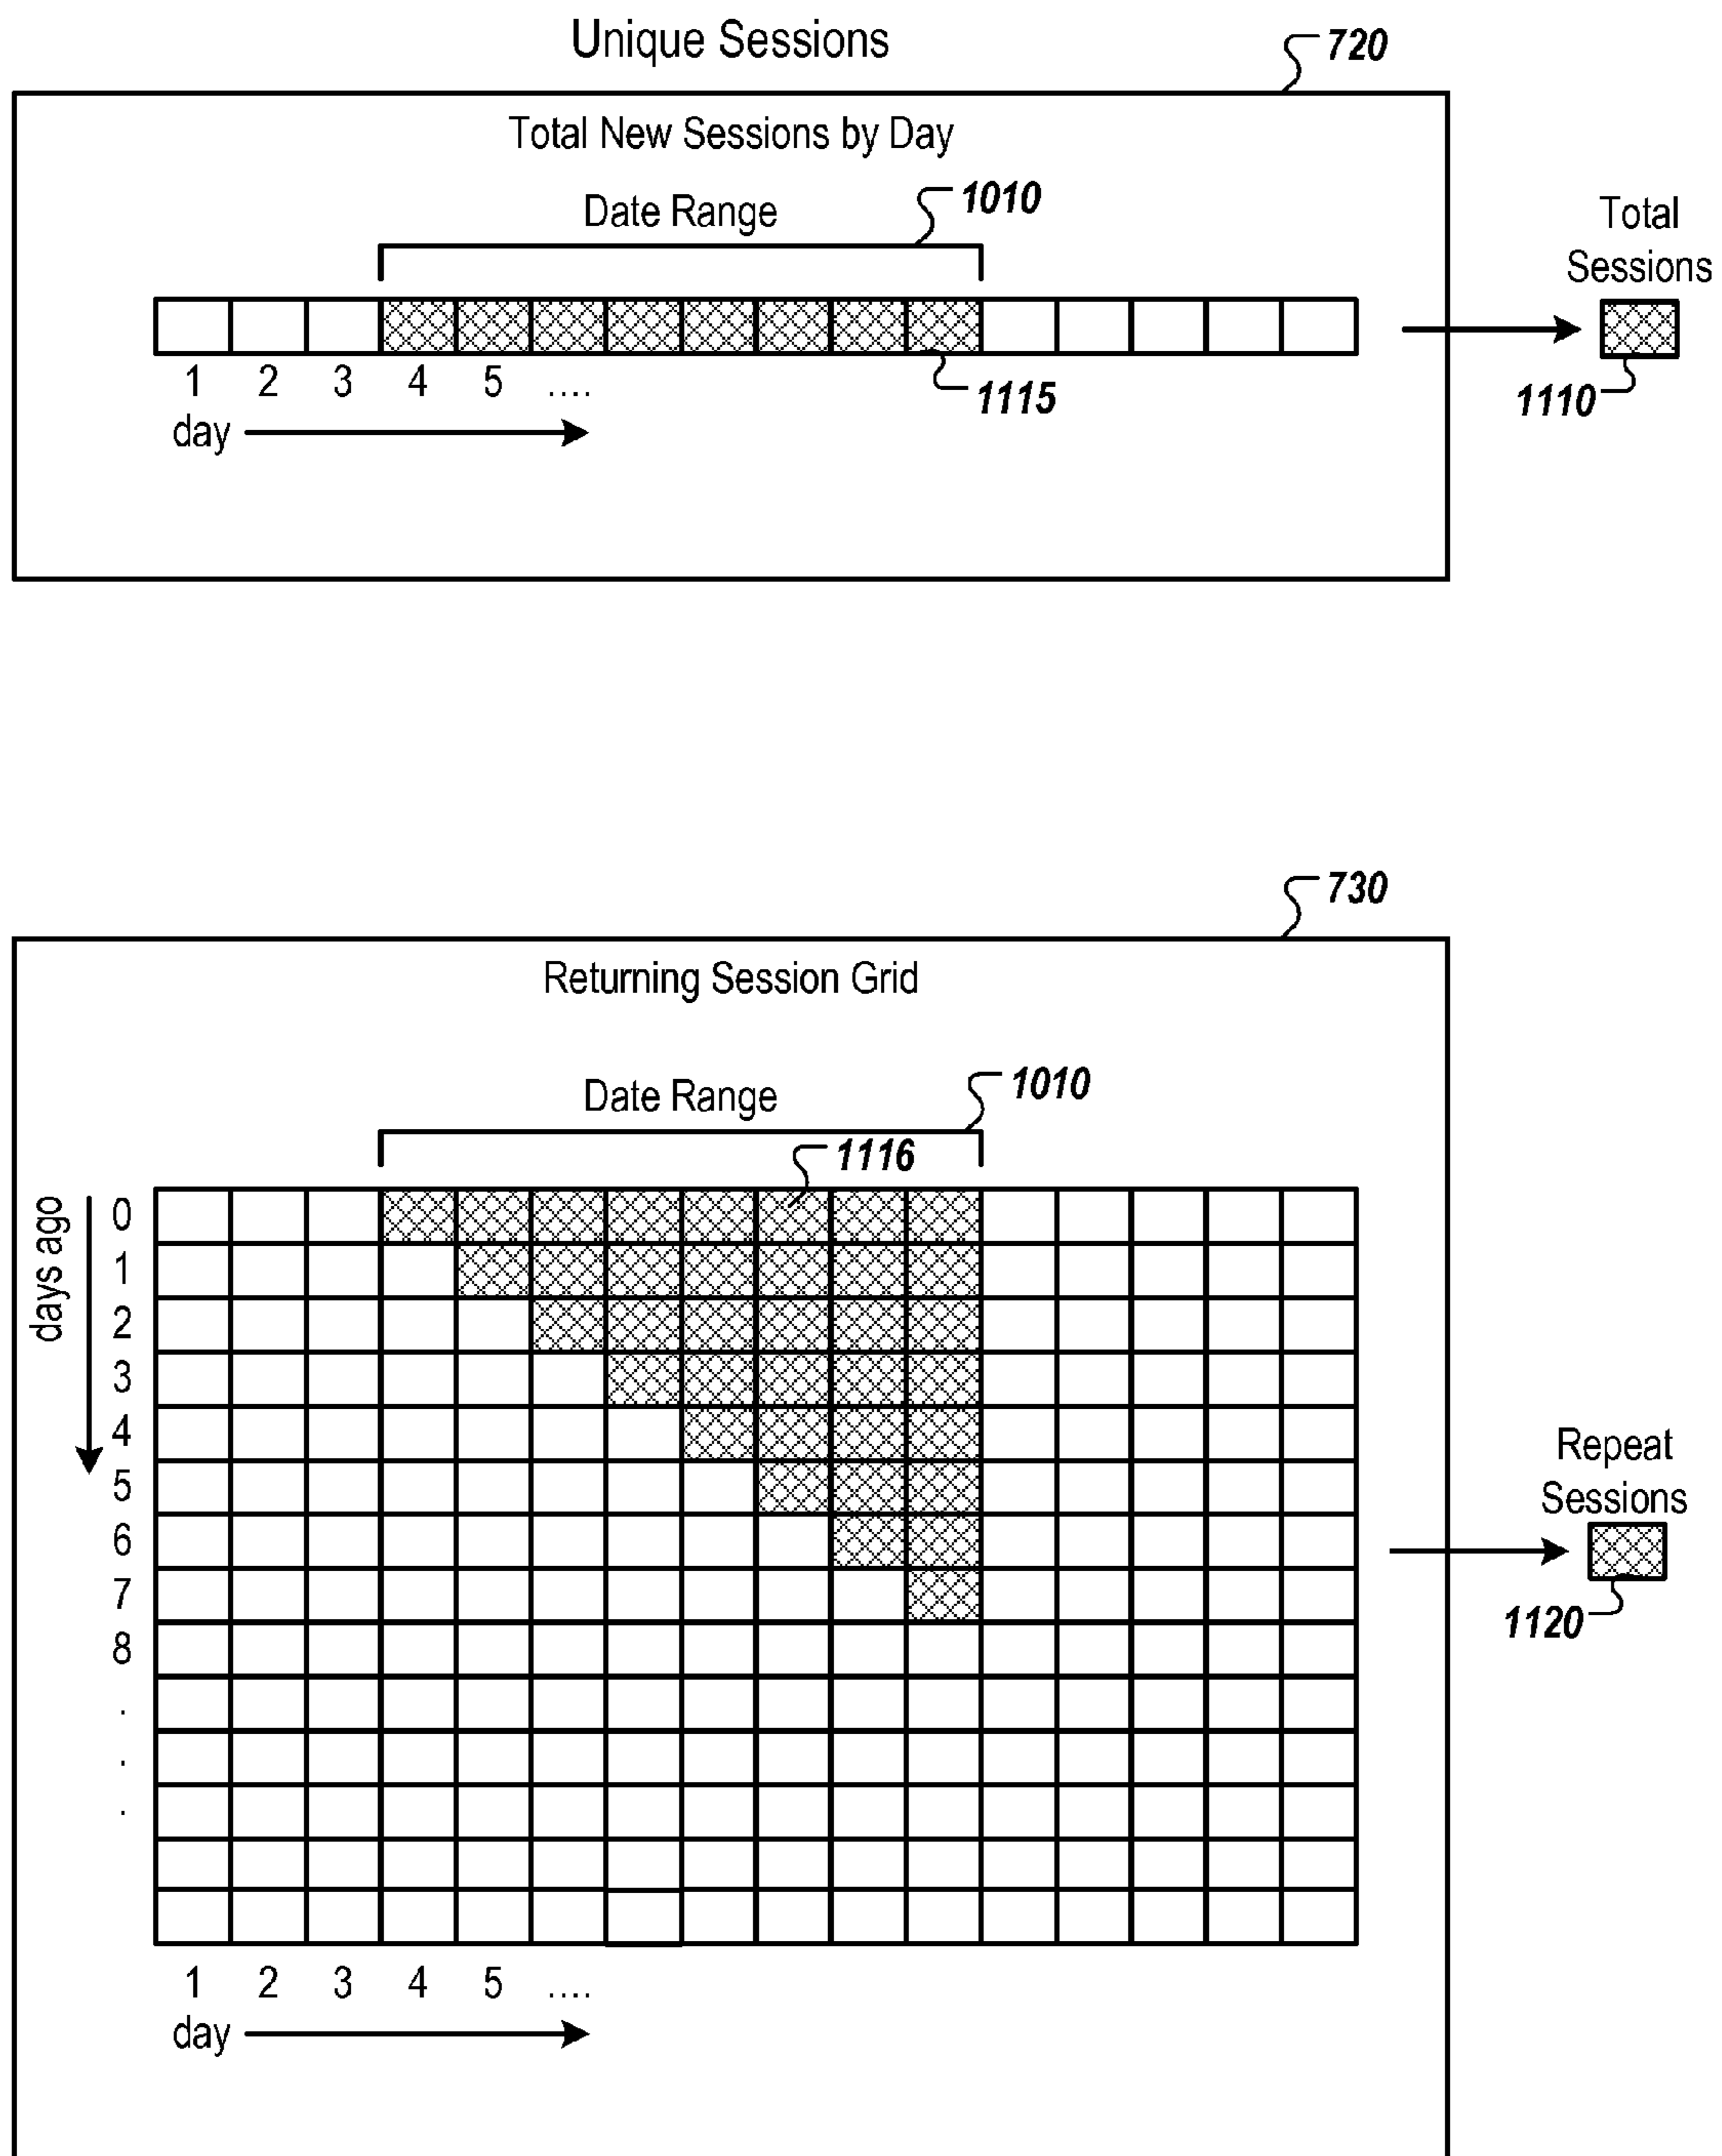 Unique Sessions
720
Total New Sessions by Day
Date Range
1010
Total
Sessions
1 2 3 4 5 ....
1115
1110
day
730
Returning Session Grid
Date Range
1010
1116
days ago
0
1
2
3
4
5
6
7
8
.
.
.
Repeat
Sessions
1120
1 2 3 4 5 ....
day